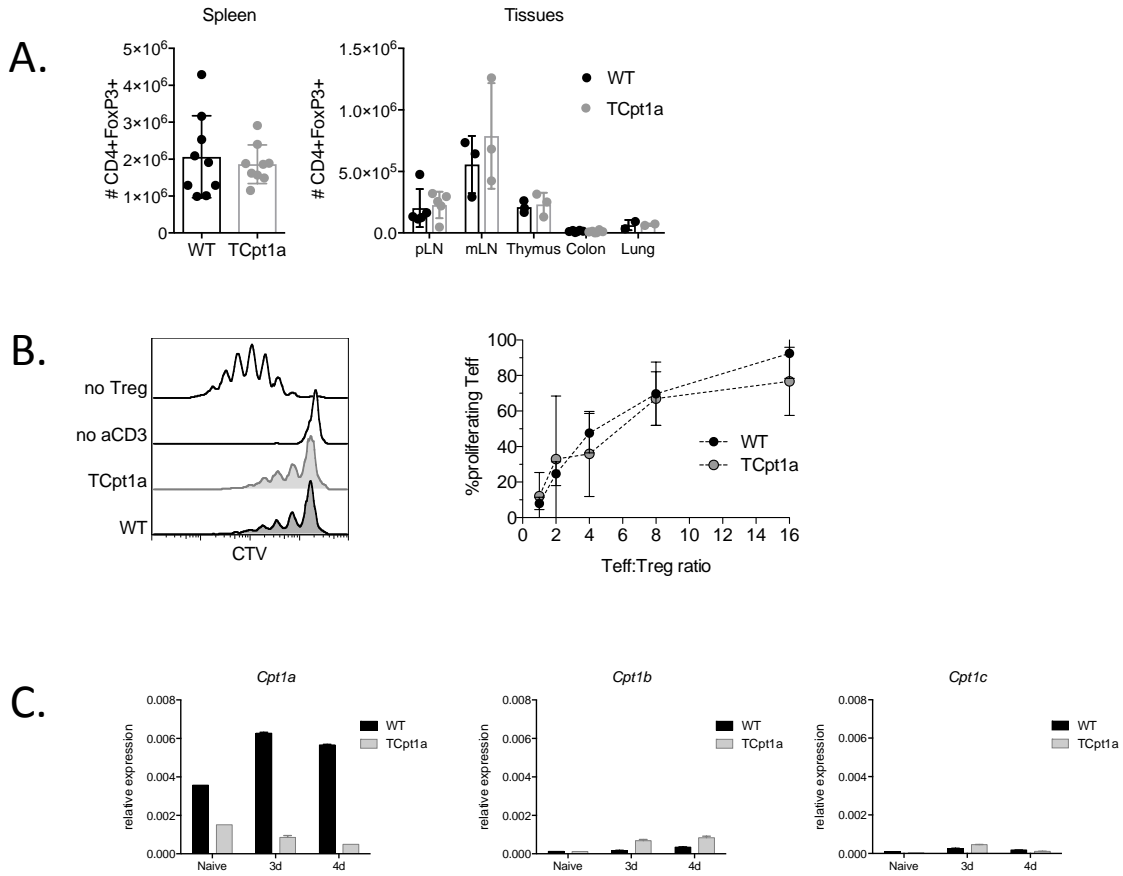 A.
Spleen
# CD4+FoxP3+
5×10⁶
4×10⁶
3×10⁶
2×10⁶
1×10⁶
0
WT TCpt1a
Tissues
# CD4+FoxP3+
1.5×10⁶
1.0×10⁶
5.0×10⁵
0.0
pLN mLN Thymus Colon Lung
WT
TCpt1a
B.
no Treg
no aCD3
TCpt1a
WT
CTV
%proliferating Teff
100
80
60
40
20
0
0 2 4 6 8 10 12 14 16
Teff:Treg ratio
WT
TCpt1a
C.
Cpt1a
relative expression
0.008
0.006
0.004
0.002
0.000
Naive 3d 4d
WT
TCpt1a
Cpt1b
relative expression
0.008
0.006
0.004
0.002
0.000
Naive 3d 4d
WT
TCpt1a
Cpt1c
relative expression
0.008
0.006
0.004
0.002
0.000
Naive 3d 4d
WT
TCpt1a